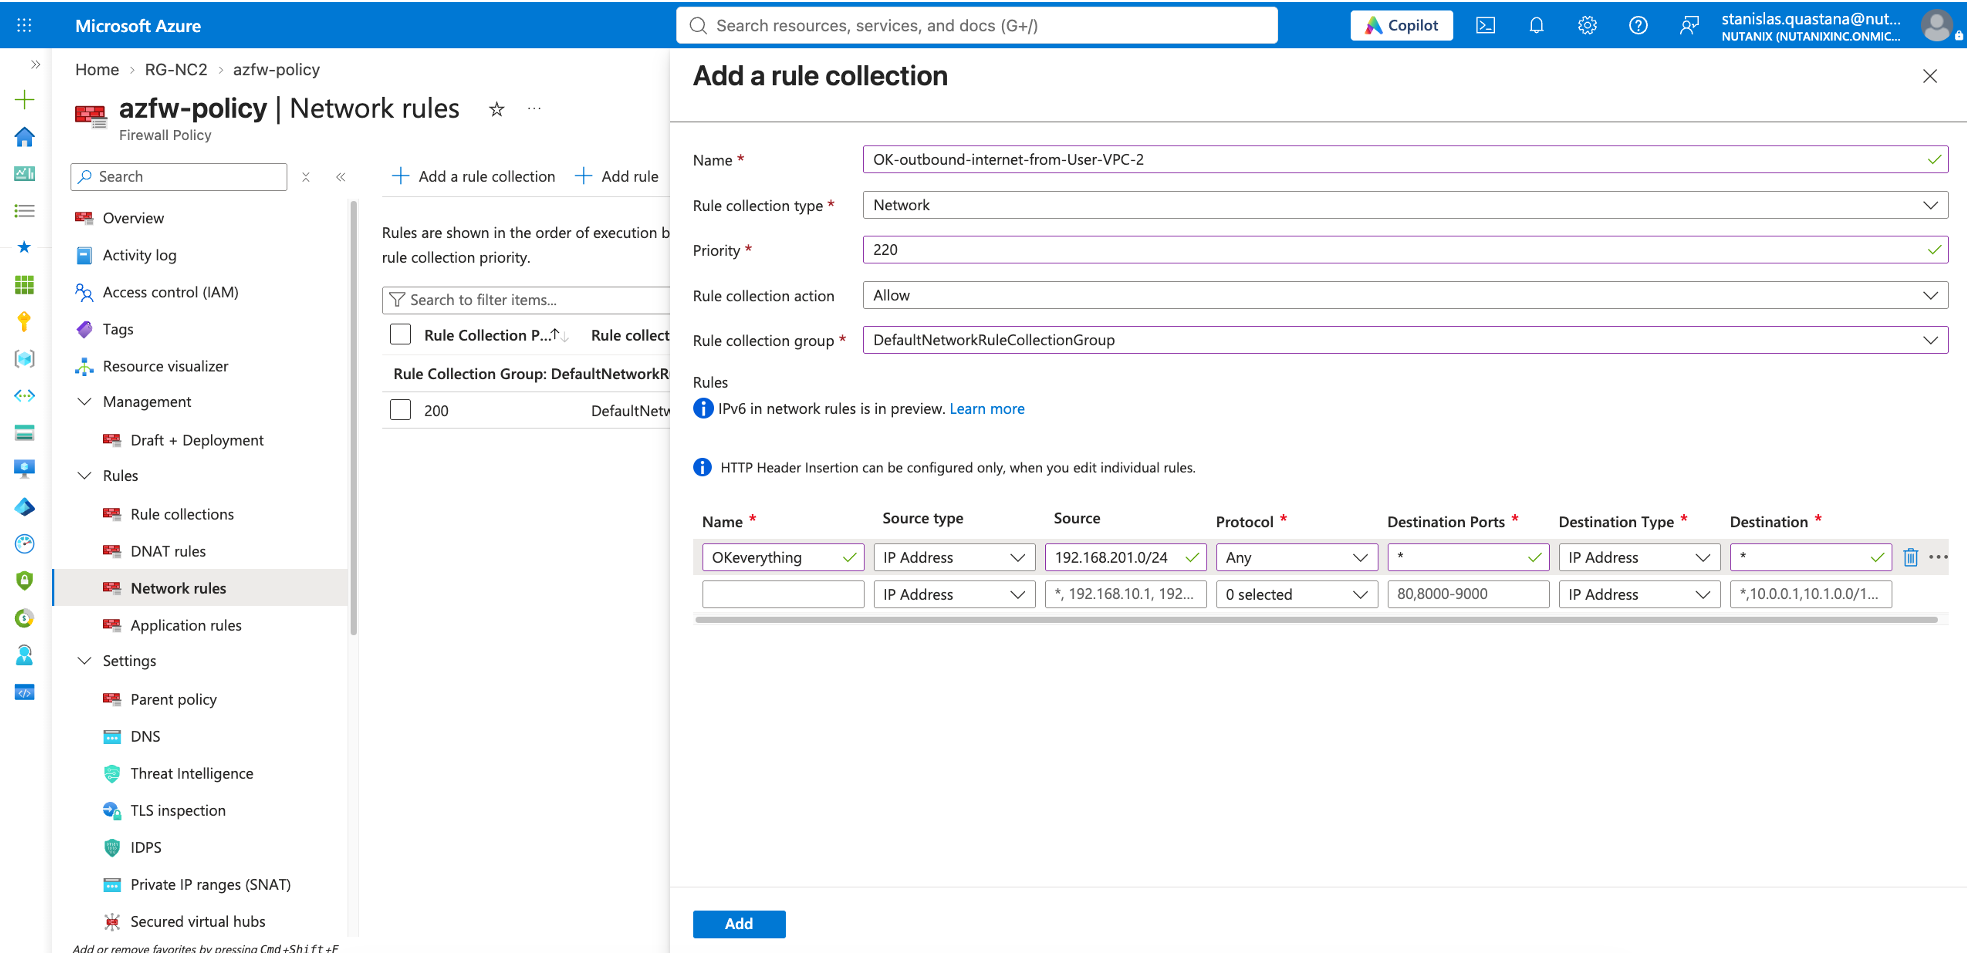 Microsoft Azure
Search resources, services, and docs (G+/)
Copilot
stanislas.quastana@nut...
NUTANIX (NUTANIXINC.ONMIC...
Home > RG-NC2 > azfw-policy
azfw-policy | Network rules
Firewall Policy
Search
Overview
Activity log
Access control (IAM)
Tags
Resource visualizer
Management
Draft + Deployment
Rules
Rule collections
DNAT rules
Network rules
Application rules
Settings
Parent policy
DNS
Threat Intelligence
TLS inspection
IDPS
Private IP ranges (SNAT)
Secured virtual hubs
Add or remove favorites by pressing Cmd+Shift+F
Add a rule collection
Add rule
Rules are shown in the order of execution b
rule collection priority.
Search to filter items...
Rule Collection P...
Rule collect
Rule Collection Group: DefaultNetworkR
200
DefaultNetw
Add a rule collection
Name *
OK-outbound-internet-from-User-VPC-2
Rule collection type *
Network
Priority *
220
Rule collection action
Allow
Rule collection group *
DefaultNetworkRuleCollectionGroup
Rules
IPv6 in network rules is in preview. Learn more
HTTP Header Insertion can be configured only, when you edit individual rules.
Name * Source type Source Protocol * Destination Ports * Destination Type * Destination *
OKeverything IP Address 192.168.201.0/24 Any * IP Address *
IP Address *, 192.168.10.1, 192... 0 selected 80,8000-9000 IP Address *,10.0.0.1,10.1.0.0/1...
Add